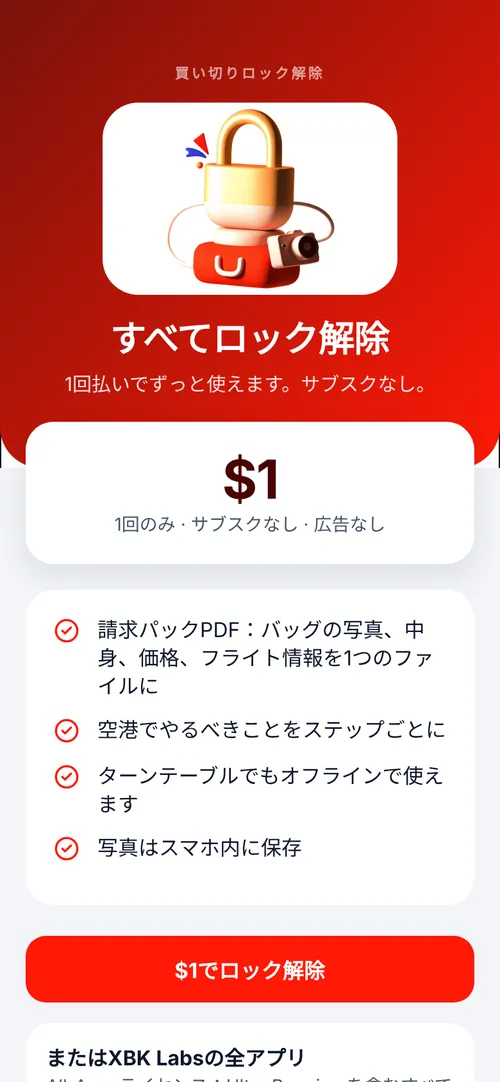 買い切りロック解除
すべてロック解除
1回払いでずっと使えます。サブスクなし。
$1
1回のみ · サブスクなし · 広告なし
請求パックPDF：バッグの写真、中
身、価格、フライト情報を1つのファ
イルに
空港でやるべきことをステップごとに
ターンテーブルでもオフラインで使え
ます
写真はスマホ内に保存
$1でロック解除
またはXBK Labsの全アプリ